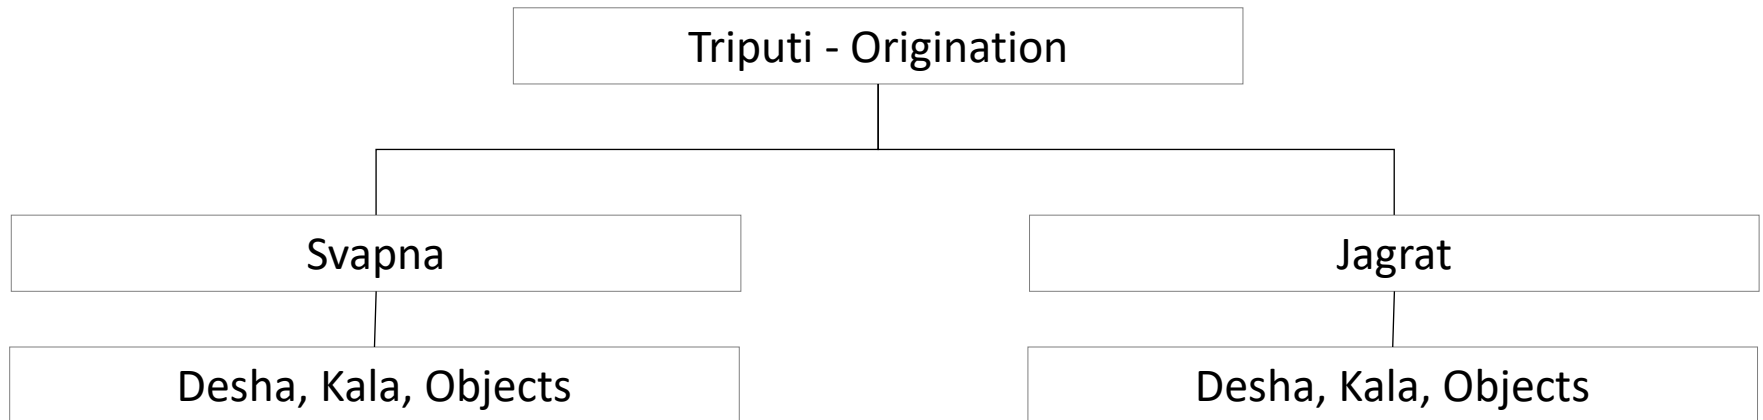 Triputi - Origination
Svapna
Jagrat
Desha, Kala, Objects
Desha, Kala, Objects